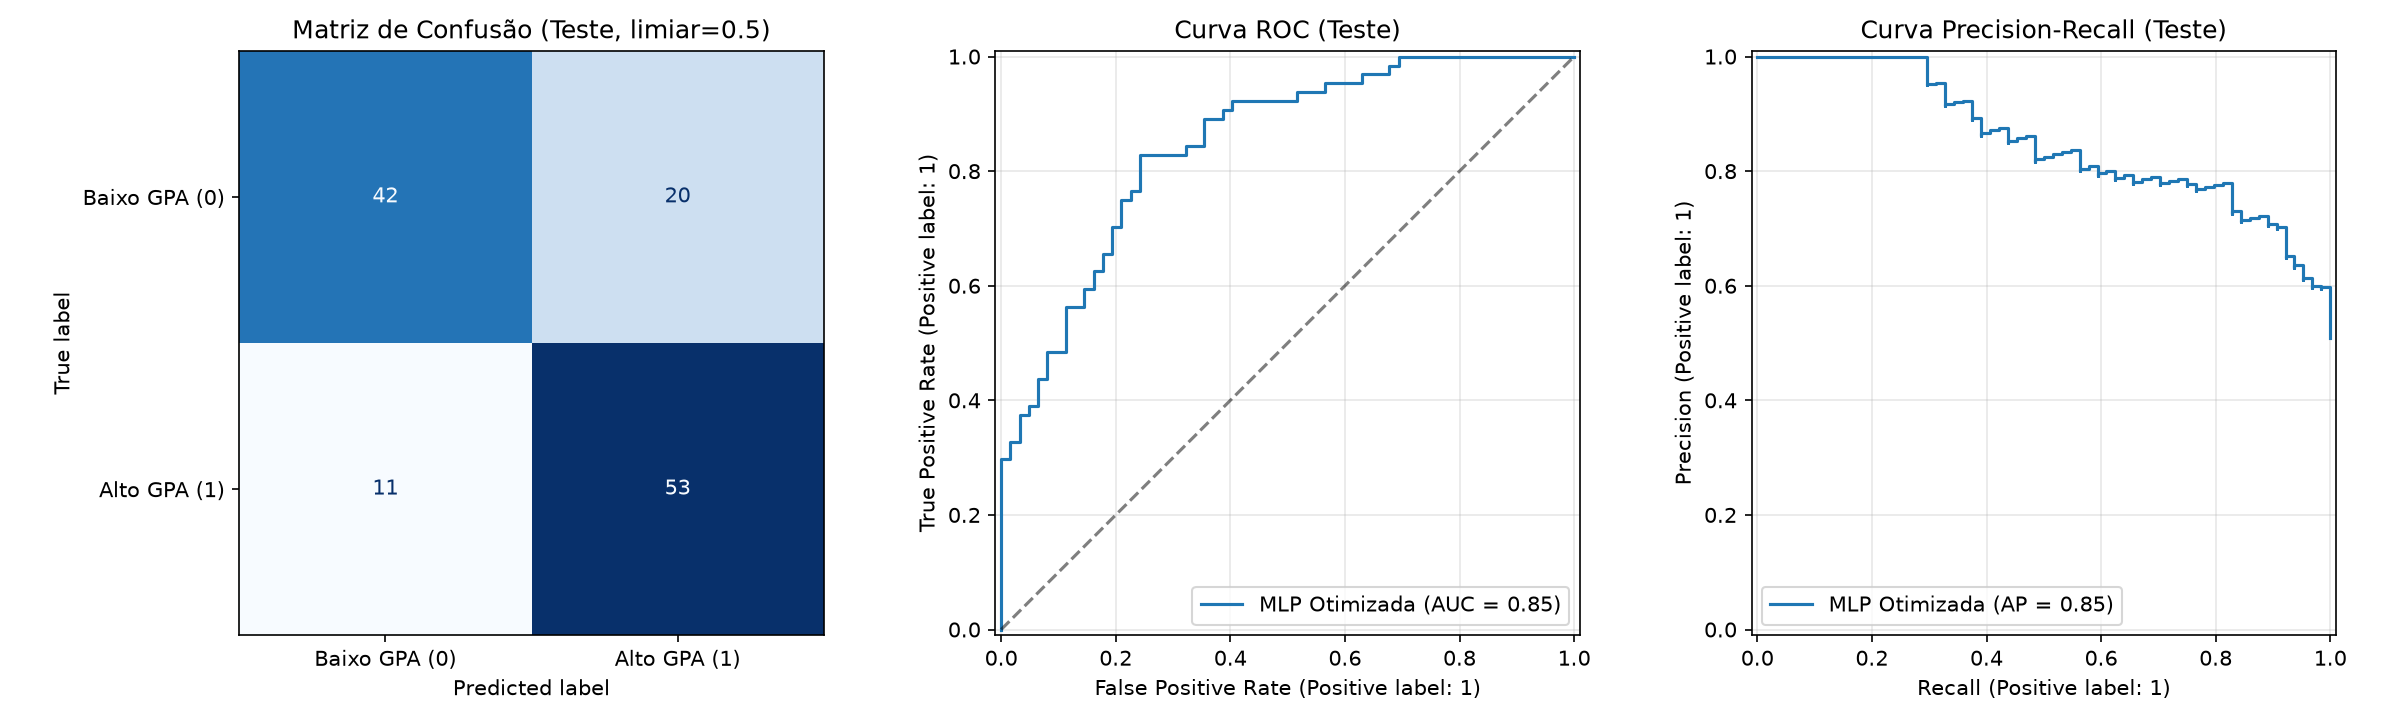 Matriz de Confusão (Teste, limiar=0.5)
True label
Baixo GPA (0)
42
20
Alto GPA (1)
11
53
Baixo GPA (0)
Alto GPA (1)
Predicted label
Curva ROC (Teste)
True Positive Rate (Positive label: 1)
1.0
0.8
0.6
0.4
0.2
0.0
MLP Otimizada (AUC = 0.85)
0.0
0.2
0.4
0.6
0.8
1.0
False Positive Rate (Positive label: 1)
Curva Precision-Recall (Teste)
Precision (Positive label: 1)
1.0
0.8
0.6
0.4
0.2
0.0
MLP Otimizada (AP = 0.85)
0.0
0.2
0.4
0.6
0.8
1.0
Recall (Positive label: 1)